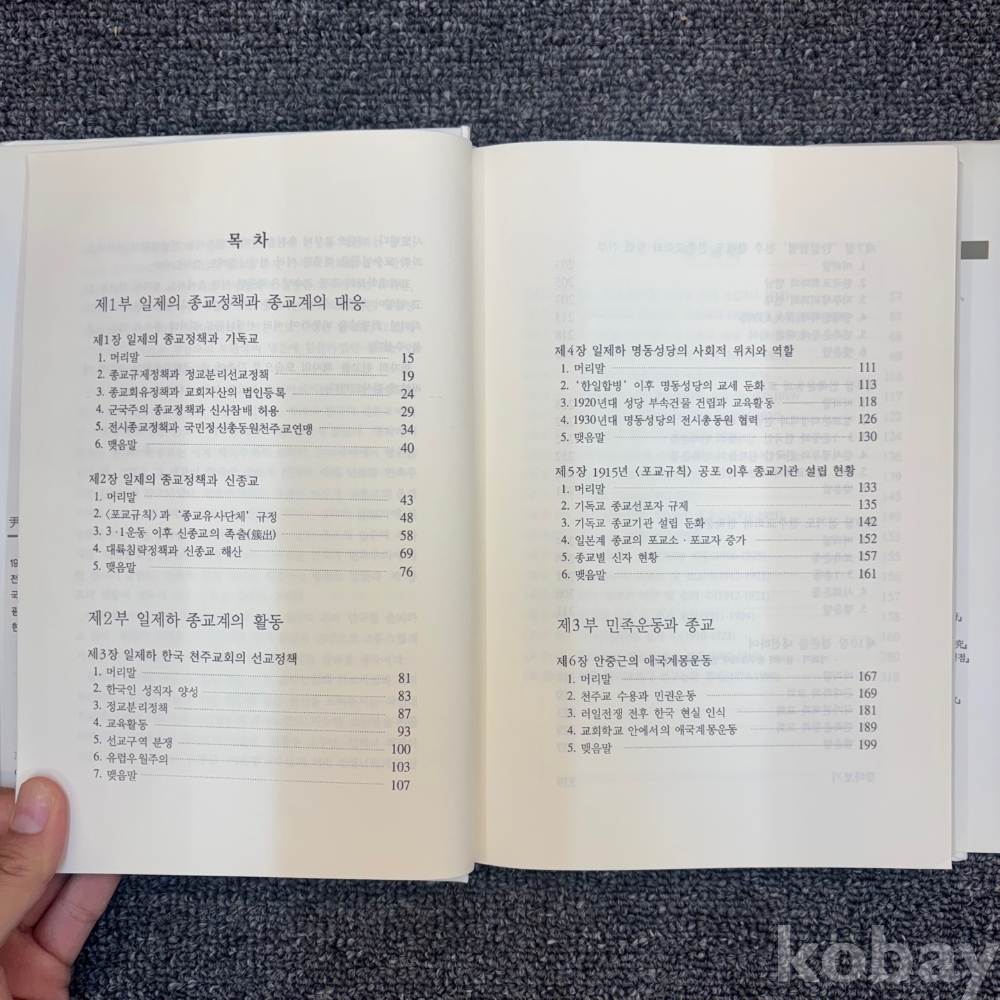 목 차
제1부 일제의 종교정책과 종교계의 대응
제1장 일제의 종교정책과 기독교
1. 머리말 15
2. 종교규제정책과 정교분리선교정책 19
3. 종교회유정책과 교회자산의 법인등록 24
4. 군국주의 종교정책과 신사참배 허용 29
5. 전시종교정책과 국민정신총동원천주교연맹 34
6. 맺음말 40
제2장 일제의 종교정책과 신종교
1. 머리말 43
2. 〈포교규칙〉과 ‘종교유사단체’ 규정 48
3. 3·1운동 이후 신종교의 족출(簇出) 58
4. 대륙침략정책과 신종교 해산 69
5. 맺음말 76
제2부 일제하 종교계의 활동
제3장 일제하 한국 천주교회의 선교정책
1. 머리말 81
2. 한국인 성직자 양성 83
3. 정교분리정책 87
4. 교육활동 93
5. 선교구역 분쟁 100
6. 유럽우월주의 103
7. 맺음말 107
제4장 일제하 명동성당의 사회적 위치와 역할
1. 머리말 111
2. ‘한일합병’ 이후 명동성당의 교세 둔화 113
3. 1920년대 성당 부속건물 건립과 교육활동 118
4. 1930년대 명동성당의 전시총동원 협력 126
5. 맺음말 130
제5장 1915년 〈포교규칙〉 공포 이후 종교기관 설립 현황
1. 머리말 133
2. 기독교 종교선포자 규제 135
3. 기독교 종교기관 설립 둔화 142
4. 일본계 종교의 포교소·포교자 증가 152
5. 종교별 신자 현황 157
6. 맺음말 161
제3부 민족운동과 종교
제6장 안중근의 애국계몽운동
1. 머리말 167
2. 천주교 수용과 민권운동 169
3. 러일전쟁 전후 한국 현실 인식 181
4. 교회학교 안에서의 애국계몽운동 189
5. 맺음말 199
kobay